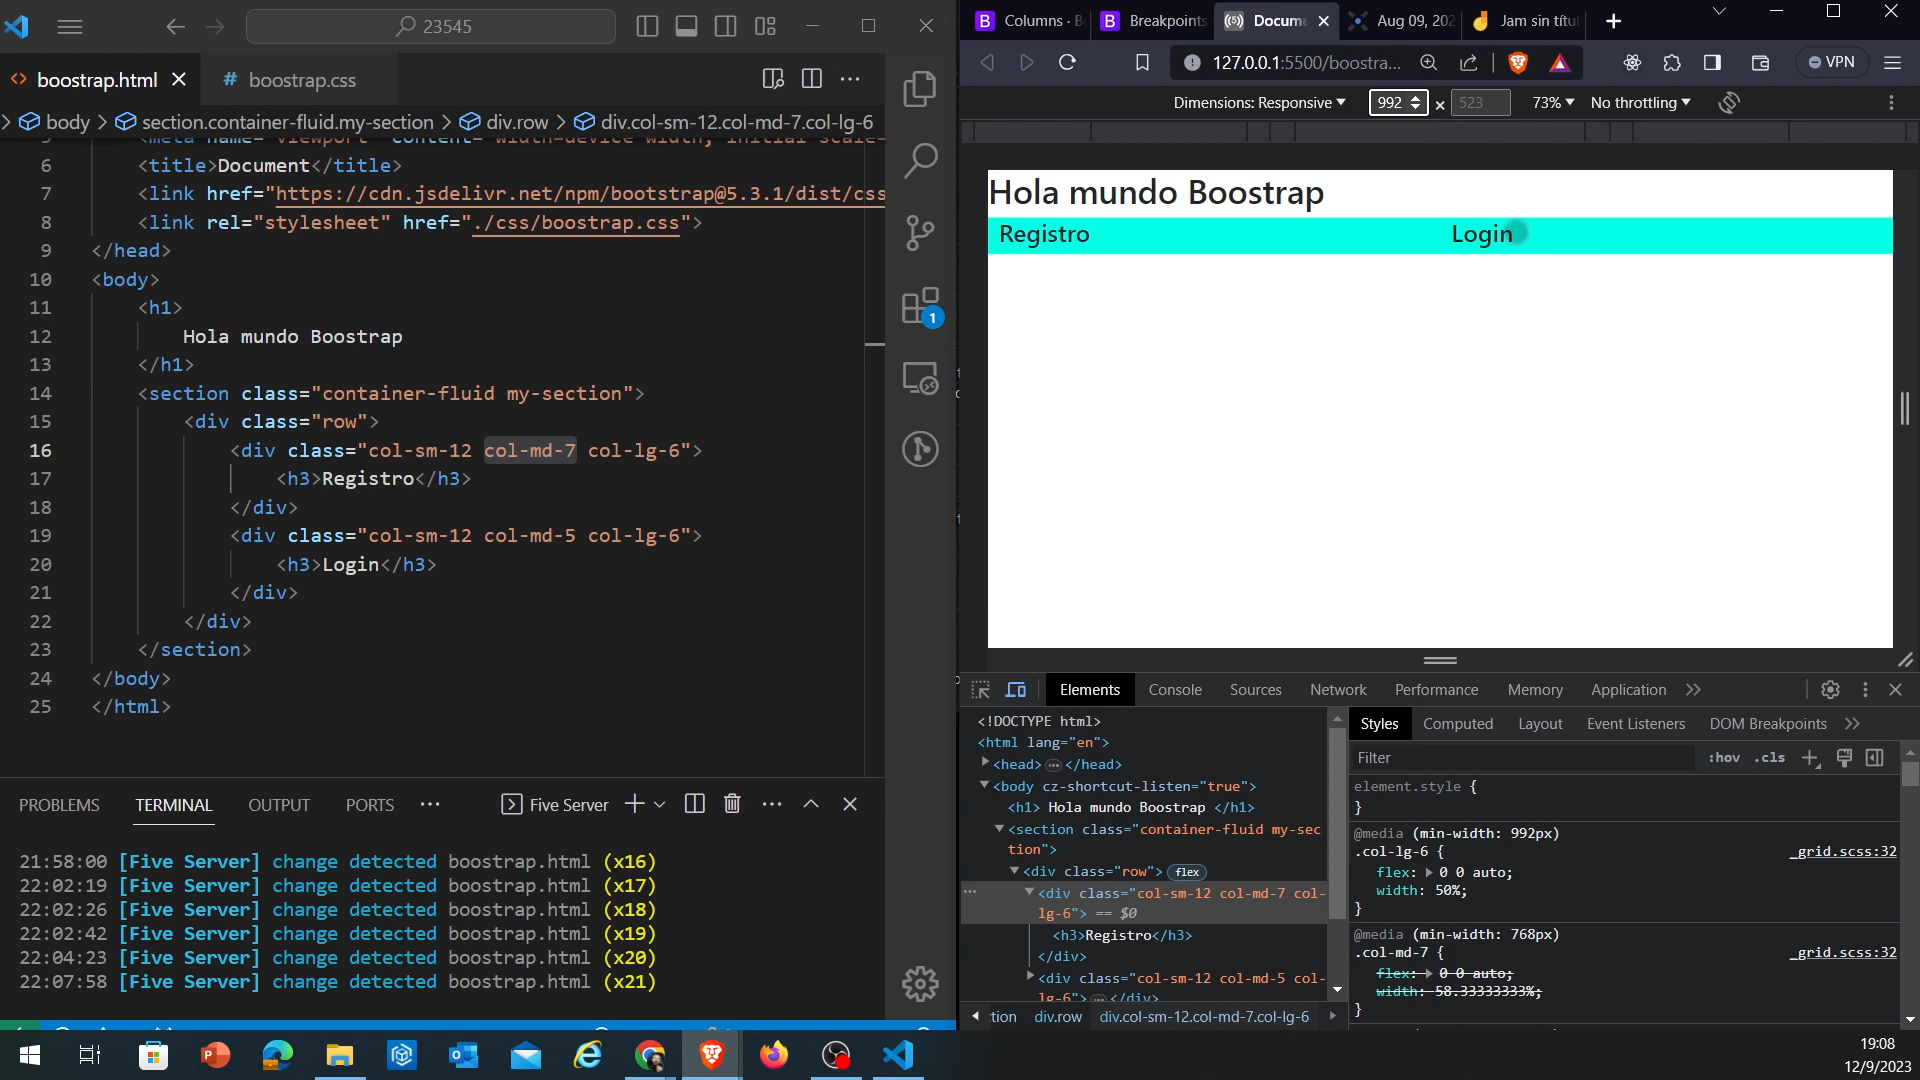 23545
boostrap.html
# boostrap.css
body > section.container-fluid.my-section > div.row > div.col-sm-12.col-md-7.col-lg-6
6 <title>Document</title>
7 <link href="https://cdn.jsdelivr.net/npm/bootstrap@5.3.1/dist/css
8 <link rel="stylesheet" href="./css/boostrap.css">
9 </head>
10 <body>
11 <h1>
12 Hola mundo Boostrap
13 </h1>
14 <section class="container-fluid my-section">
15 <div class="row">
16 <div class="col-sm-12 col-md-7 col-lg-6">
17 <h3>Registro</h3>
18 </div>
19 <div class="col-sm-12 col-md-5 col-lg-6">
20 <h3>Login</h3>
21 </div>
22 </div>
23 </section>
24 </body>
25 </html>
1
PROBLEMS TERMINAL OUTPUT PORTS
Five Server
21:58:00 [Five Server] change detected boostrap.html (x16)
22:02:19 [Five Server] change detected boostrap.html (x17)
22:02:26 [Five Server] change detected boostrap.html (x18)
22:02:42 [Five Server] change detected boostrap.html (x19)
22:04:23 [Five Server] change detected boostrap.html (x20)
22:07:58 [Five Server] change detected boostrap.html (x21)
Columns · B
Breakpoints
Docum
Aug 09, 202
Jam sin títul
127.0.0.1:5500/boostra...
VPN
Dimensions: Responsive 992 × 523 73% No throttling
Hola mundo Boostrap
Registro Login
Elements Console Sources Network Performance Memory Application
<!DOCTYPE html>
<html lang="en">
<head> </head>
<body cz-shortcut-listen="true">
<h1> Hola mundo Boostrap </h1>
<section class="container-fluid my-sec
tion">
<div class="row"> flex
<div class="col-sm-12 col-md-7 col-
lg-6"> == $0
<h3>Registro</h3>
</div>
<div class="col-sm-12 col-md-5 col-
lg-6"> </div>
tion div.row div.col-sm-12.col-md-7.col-lg-6
Styles Computed Layout Event Listeners DOM Breakpoints
Filter :hov .cls
element.style {
}
@media (min-width: 992px)
.col-lg-6 { _grid.scss:32
flex: 0 0 auto;
width: 50%;
}
@media (min-width: 768px)
.col-md-7 { _grid.scss:32
flex: 0 0 auto;
width: 58.33333333%;
}
19:08
12/9/2023